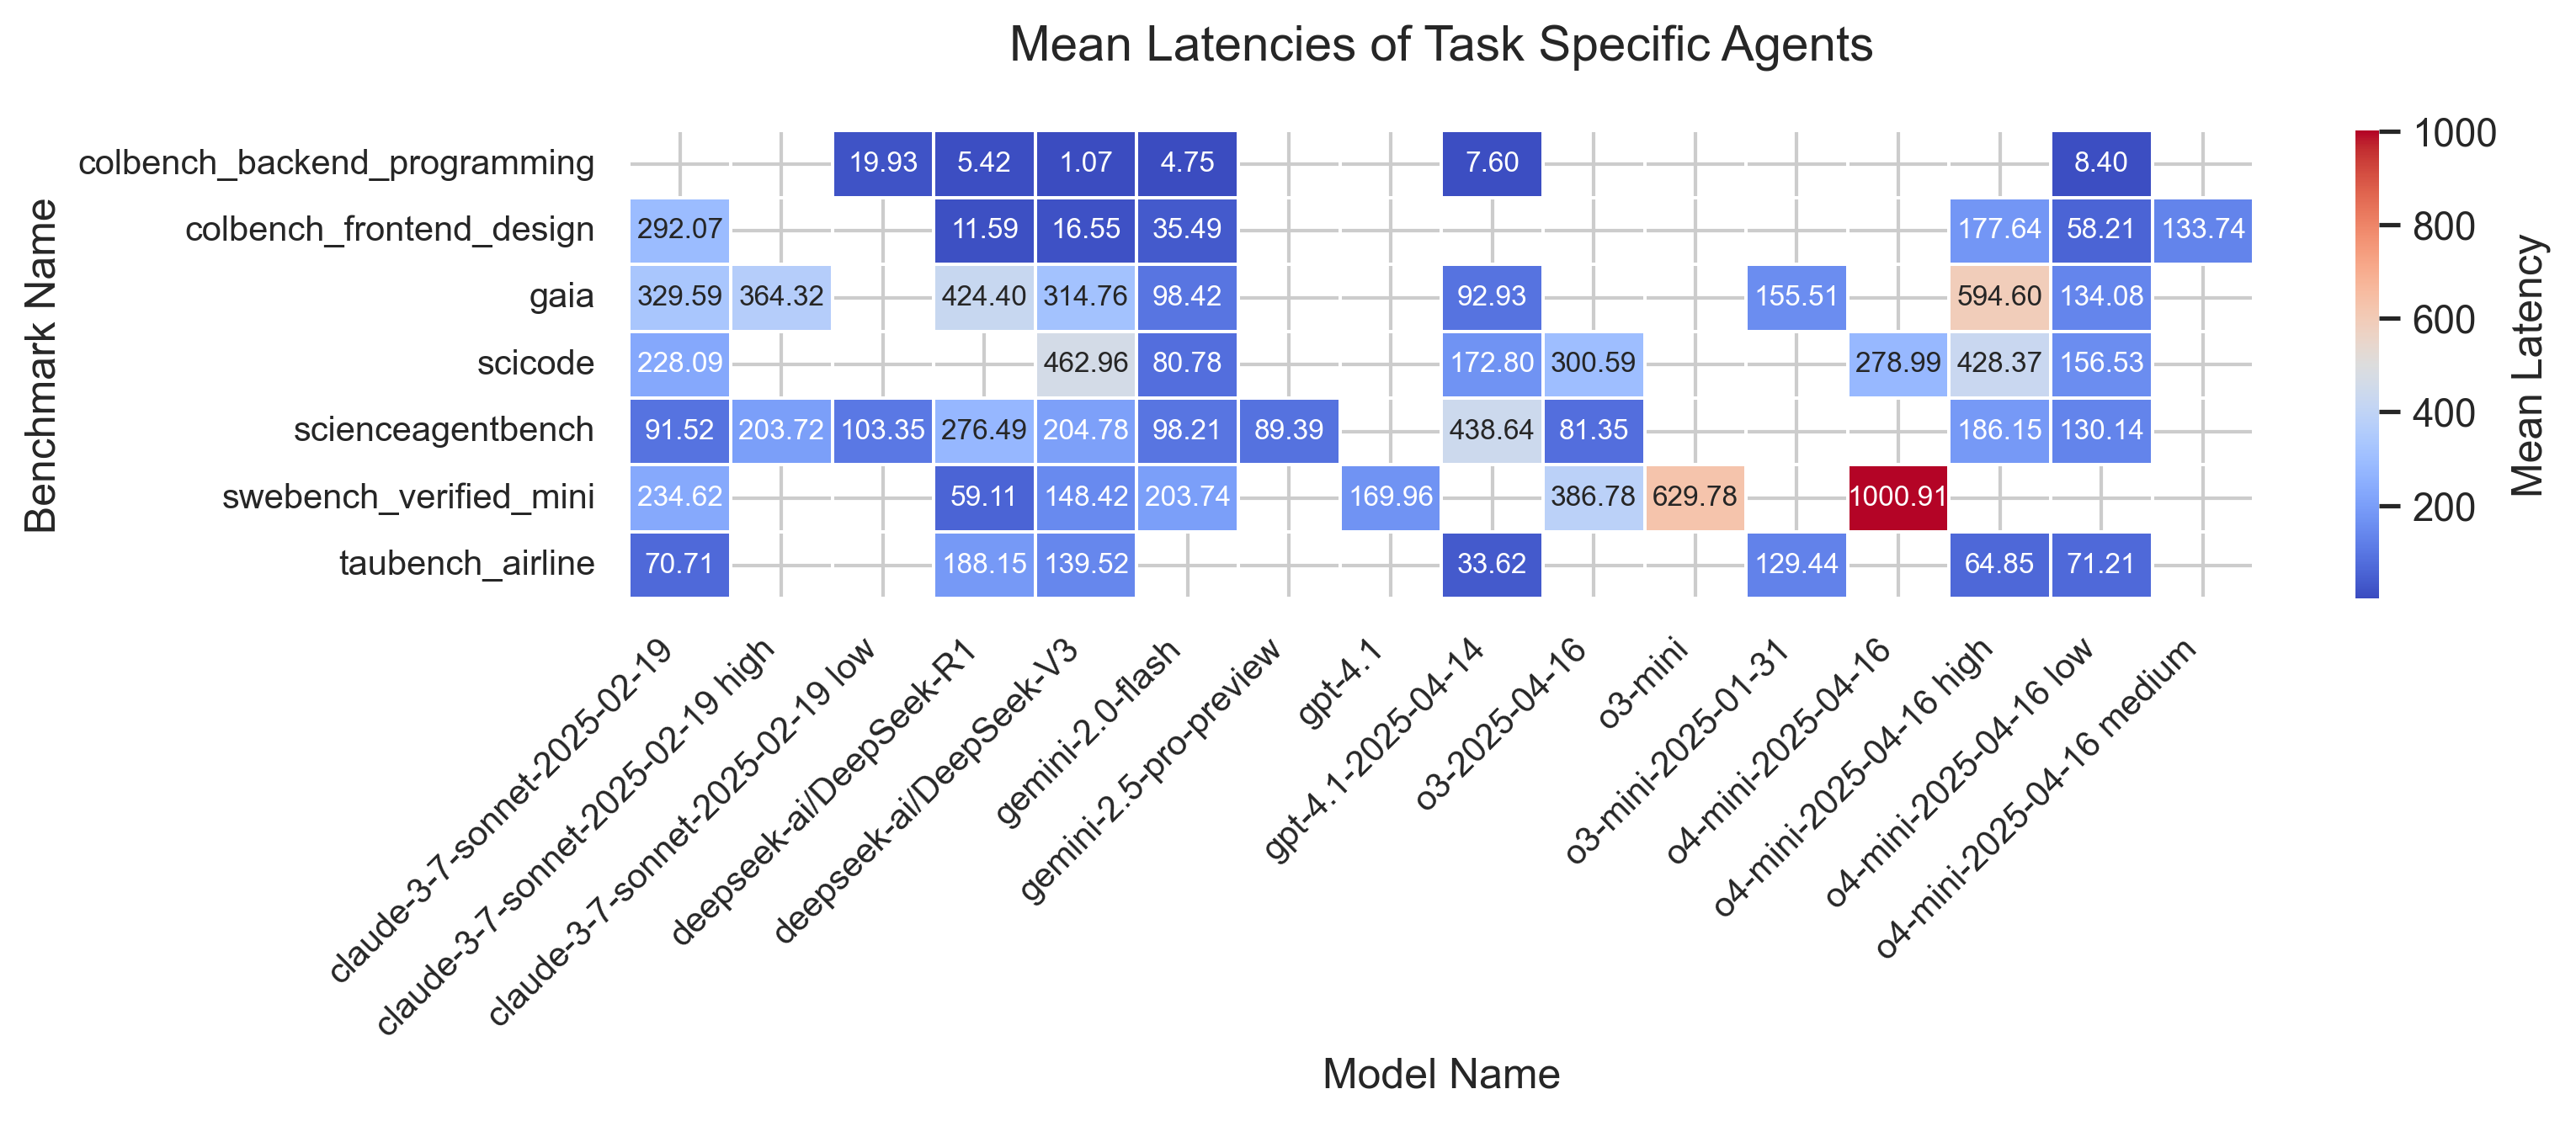 Mean Latencies of Task Specific Agents
Benchmark Name
colbench_backend_programming 19.93 5.42 1.07 4.75 7.60 8.40
colbench_frontend_design 292.07 11.59 16.55 35.49 177.64 58.21 133.74
gaia 329.59 364.32 424.40 314.76 98.42 92.93 155.51 594.60 134.08
scicode 228.09 462.96 80.78 172.80 300.59 278.99 428.37 156.53
scienceagentbench 91.52 203.72 103.35 276.49 204.78 98.21 89.39 438.64 81.35 186.15 130.14
swebench_verified_mini 234.62 59.11 148.42 203.74 169.96 386.78 629.78 1000.91
taubench_airline 70.71 188.15 139.52 33.62 129.44 64.85 71.21
claude-3-7-sonnet-2025-02-19
claude-3-7-sonnet-2025-02-19 high
claude-3-7-sonnet-2025-02-19 low
deepseek-ai/DeepSeek-R1
deepseek-ai/DeepSeek-V3
gemini-2.0-flash
gemini-2.5-pro-preview
gpt-4.1
gpt-4.1-2025-04-14
o3-2025-04-16
o3-mini
o3-mini-2025-01-31
o4-mini-2025-04-16
o4-mini-2025-04-16 high
o4-mini-2025-04-16 low
o4-mini-2025-04-16 medium
Model Name
1000
800
600
400
200
Mean Latency